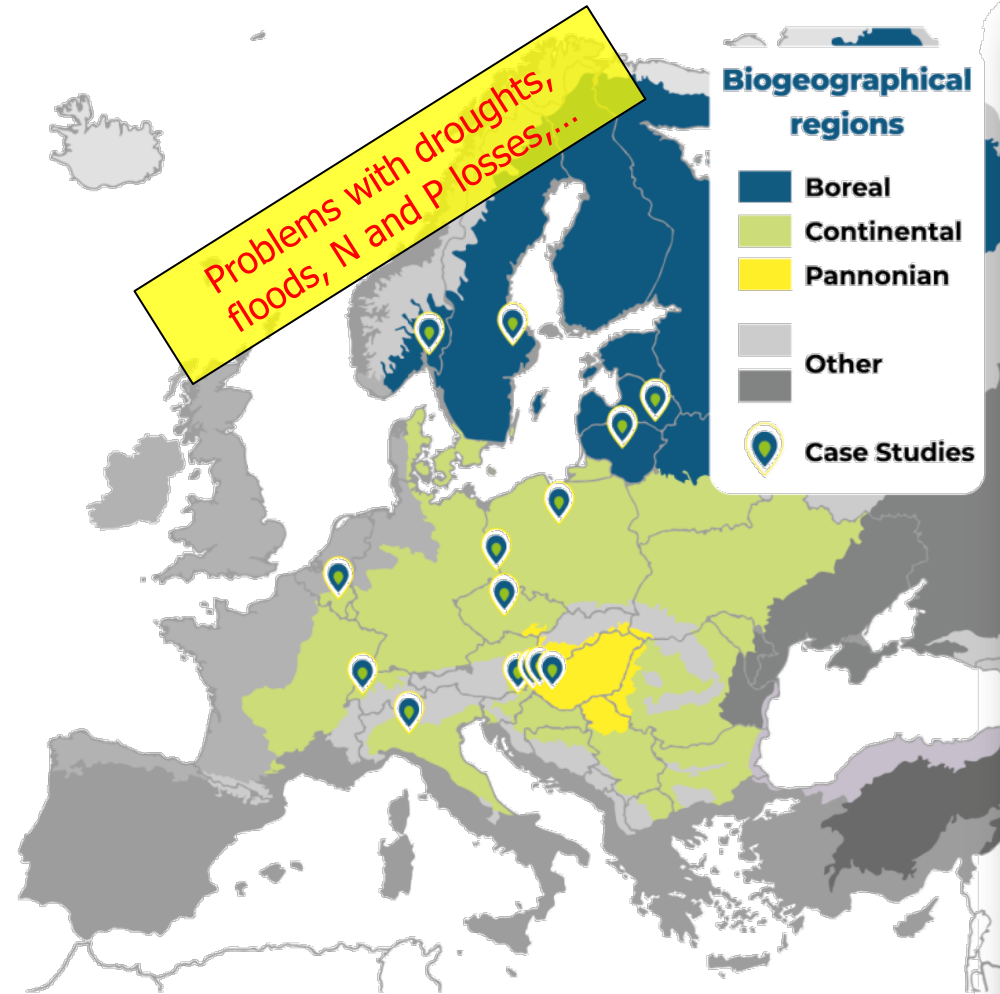 Problems with droughts,
floods, N and P losses,...
Biogeographical
regions
Boreal
Continental
Pannonian
Other
Case Studies